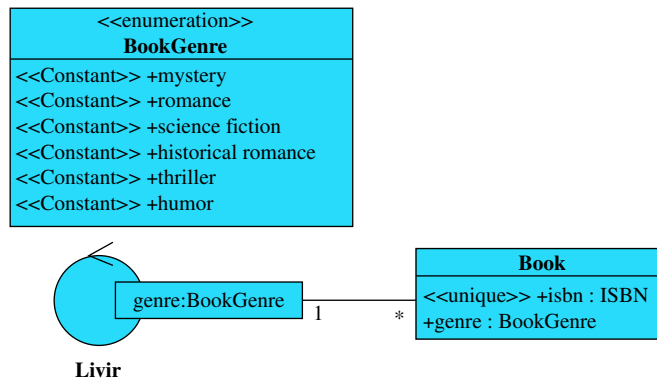 <<enumeration>>
BookGenre
<<Constant>> +mystery
<<Constant>> +romance
<<Constant>> +science fiction
<<Constant>> +historical romance
<<Constant>> +thriller
<<Constant>> +humor
genre:BookGenre
1
*
Book
<<unique>> +isbn : ISBN
+genre : BookGenre
Livir